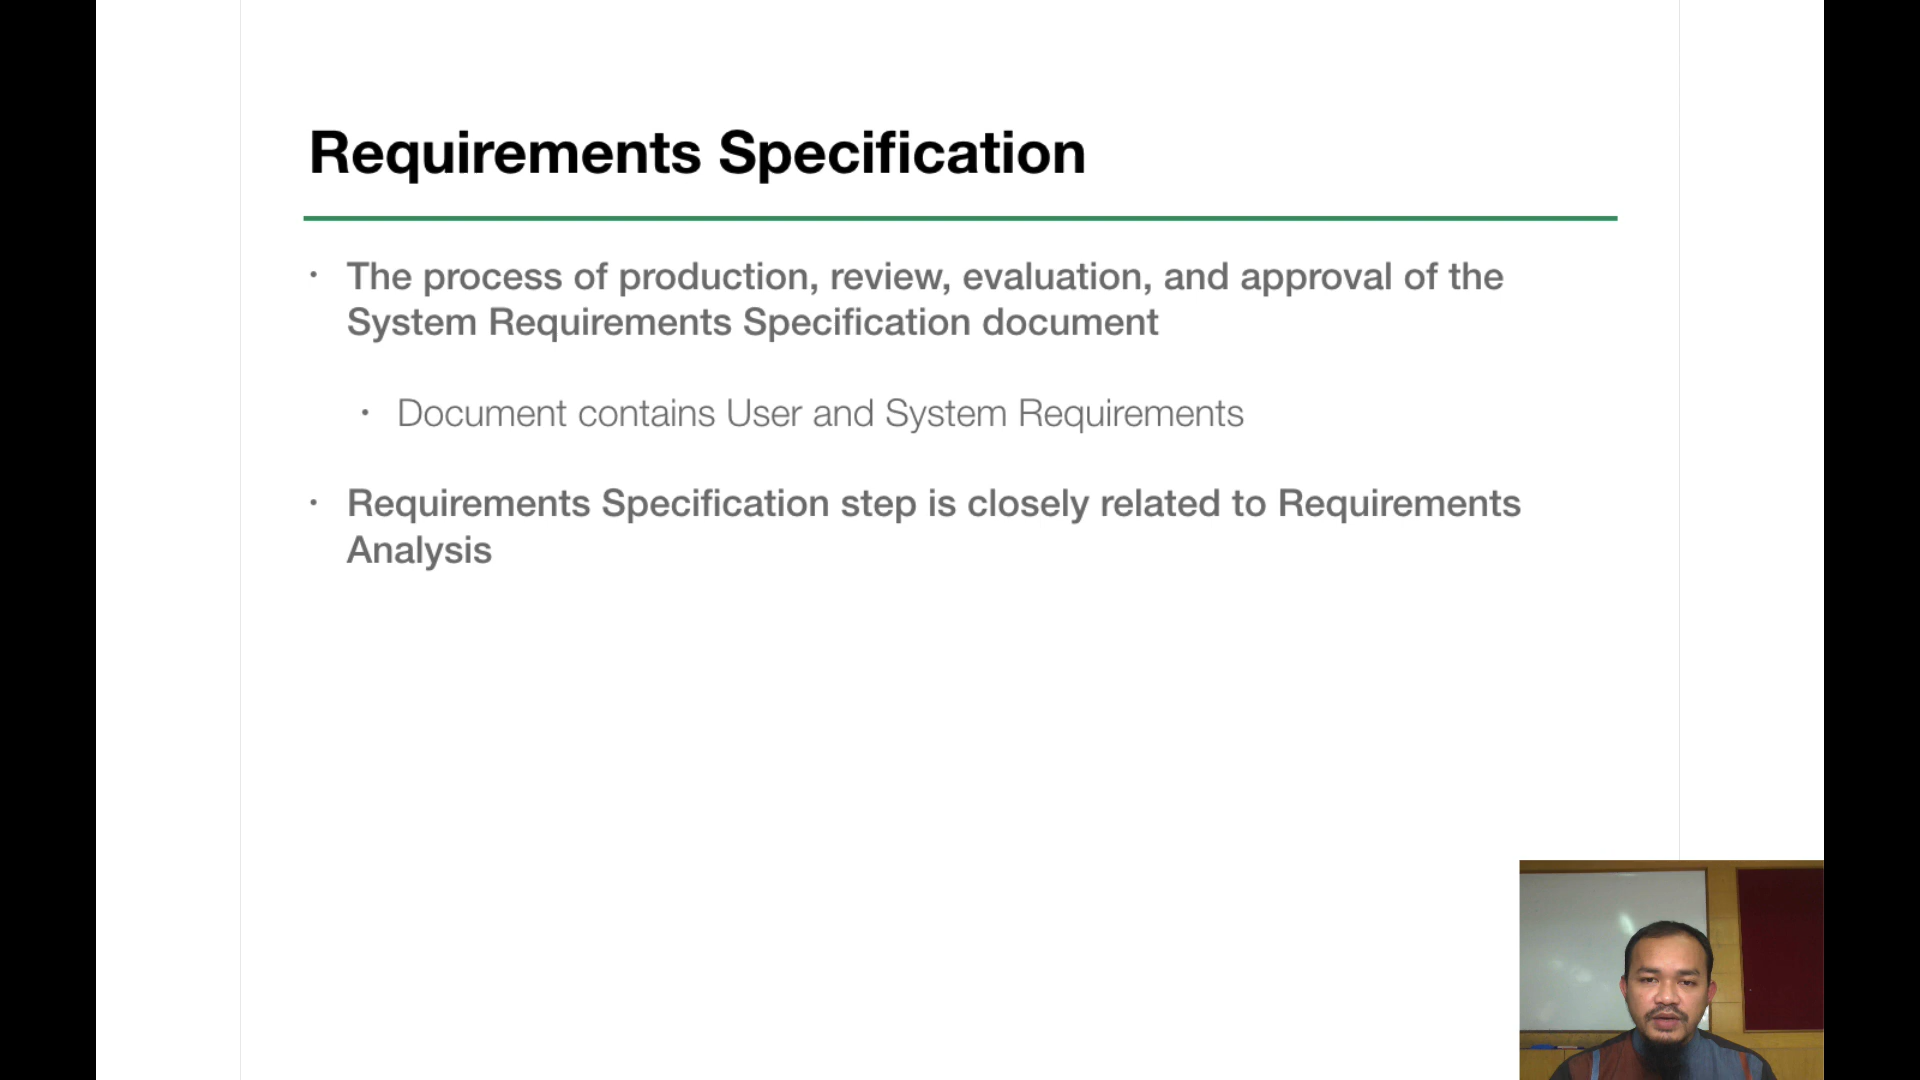 Requirements Specification
• The process of production, review, evaluation, and approval of the
System Requirements Specification document
• Document contains User and System Requirements
• Requirements Specification step is closely related to Requirements
Analysis